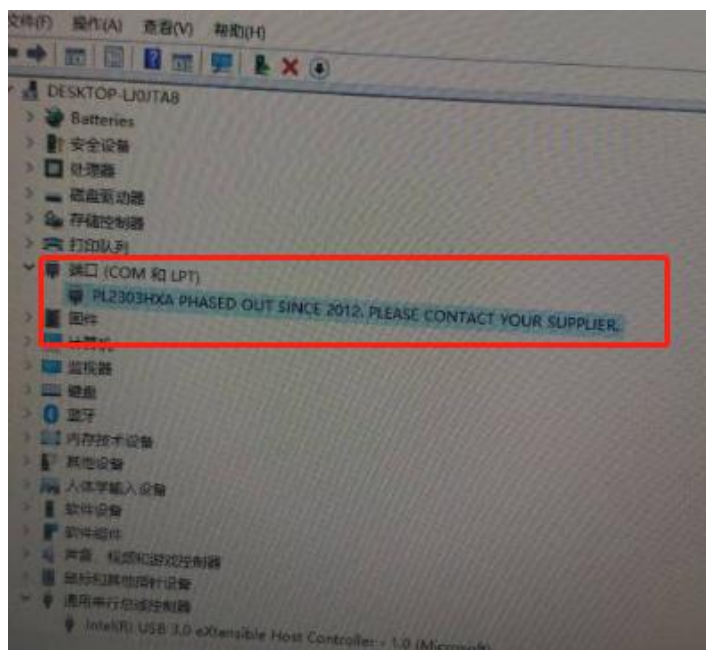 文件(F) 操作(A) 查看(V) 帮助(H)
DESKTOP-LJ0JTAB
Batteries
安全设备
处理器
磁盘驱动器
存储控制器
打印队列
端口 (COM 和 LPT)
PL2303HXA PHASED OUT SINCE 2012. PLEASE CONTACT YOUR SUPPLIER.
固件
计算机
监视器
键盘
蓝牙
内存技术设备
其他设备
人体学输入设备
软件设备
软件组件
声音、视频和游戏控制器
鼠标和其他指针设备
通用串行总线控制器
Intel(R) USB 3.0 eXtensible Host Controller - 1.0 (Microsoft)